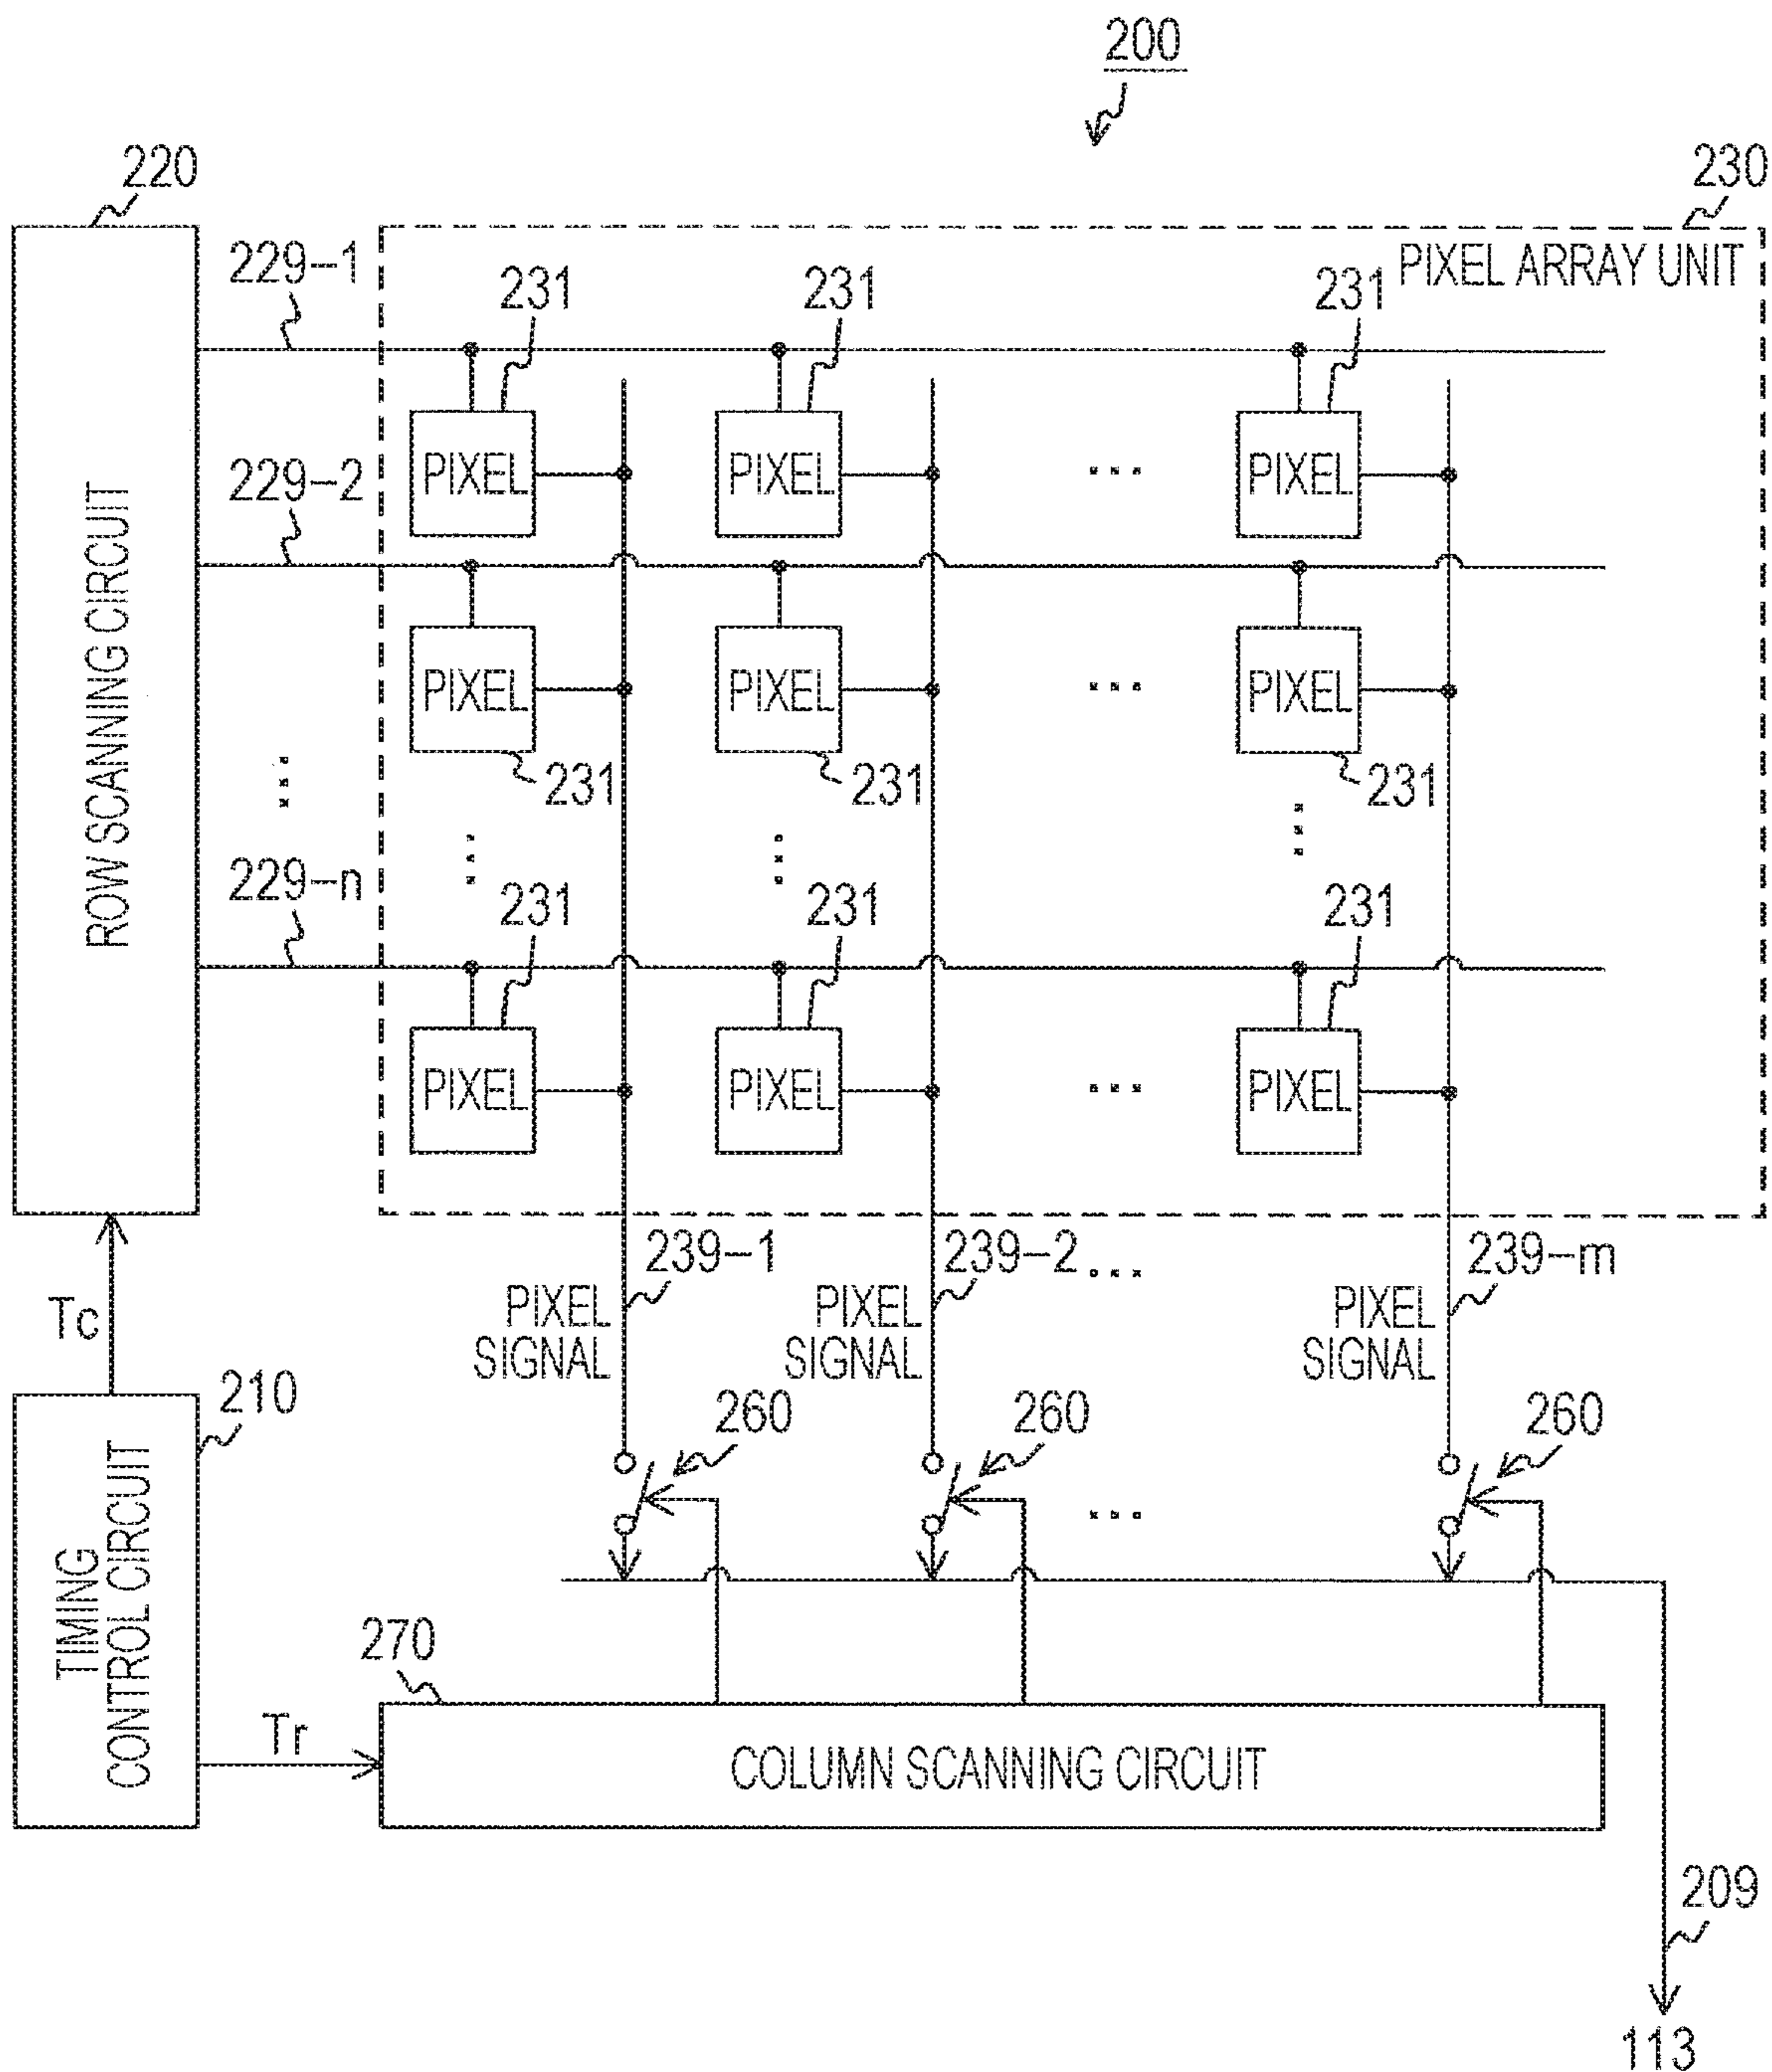 200
220
230
229-1
PIXEL ARRAY UNIT
231 231 231
PIXEL PIXEL ... PIXEL
229-2
ROW SCANNING CIRCUIT
PIXEL PIXEL ... PIXEL
231 231 231
...
229-n
231 231 231
PIXEL PIXEL ... PIXEL
239-1 239-2 ... 239-m
Tc
PIXEL SIGNAL
PIXEL SIGNAL
PIXEL SIGNAL
210
260 260 260
...
TIMING
CONTROL CIRCUIT
270
Tr
COLUMN SCANNING CIRCUIT
209
113